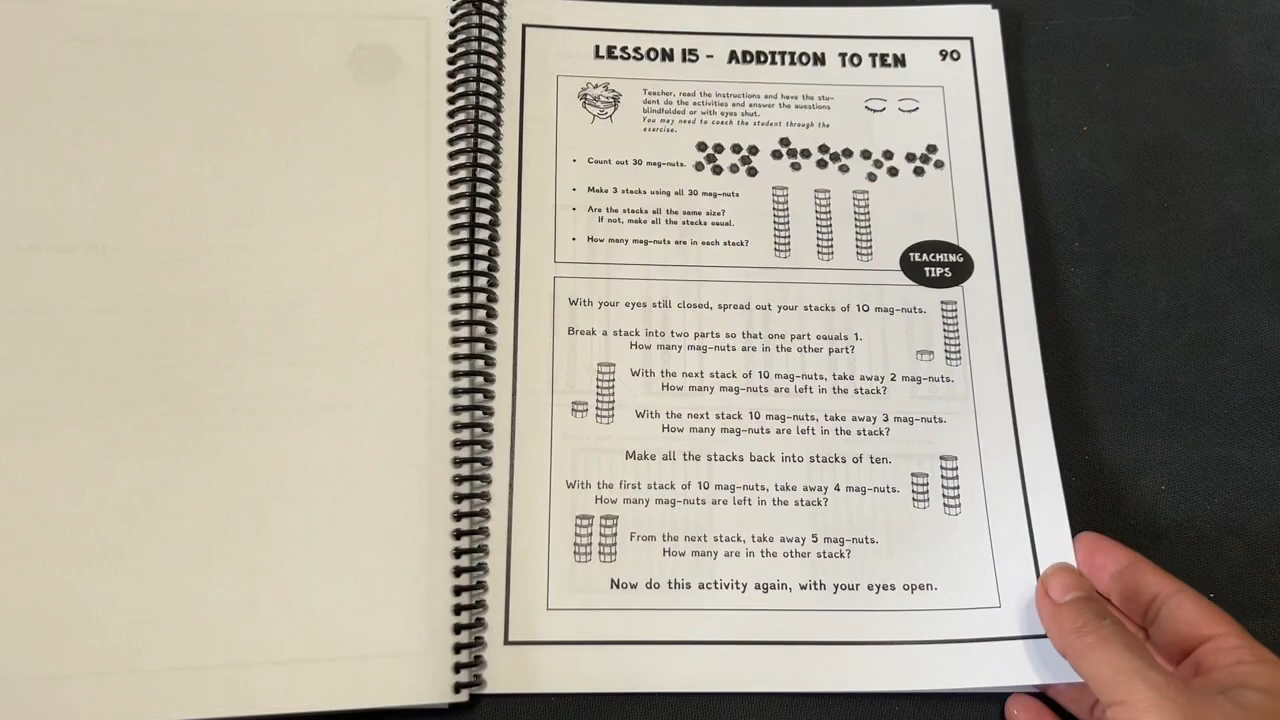 LESSON 15 - ADDITION TO TEN
90
Teacher, read the instructions and have the stu-
dent do the activities and answer the questions
blindfolded or with eyes shut.
You may need to coach the student through the
exercise.
• Count out 30 mag-nuts.
• Make 3 stacks using all 30 mag-nuts
• Are the stacks all the same size?
If not, make all the stacks equal.
• How many mag-nuts are in each stack?
TEACHING
TIPS
With your eyes still closed, spread out your stacks of 10 mag-nuts.
Break a stack into two parts so that one part equals 1.
How many mag-nuts are in the other part?
With the next stack of 10 mag-nuts, take away 2 mag-nuts.
How many mag-nuts are left in the stack?
With the next stack 10 mag-nuts, take away 3 mag-nuts.
How many mag-nuts are left in the stack?
Make all the stacks back into stacks of ten.
With the first stack of 10 mag-nuts, take away 4 mag-nuts.
How many mag-nuts are left in the stack?
From the next stack, take away 5 mag-nuts.
How many are in the other stack?
Now do this activity again, with your eyes open.